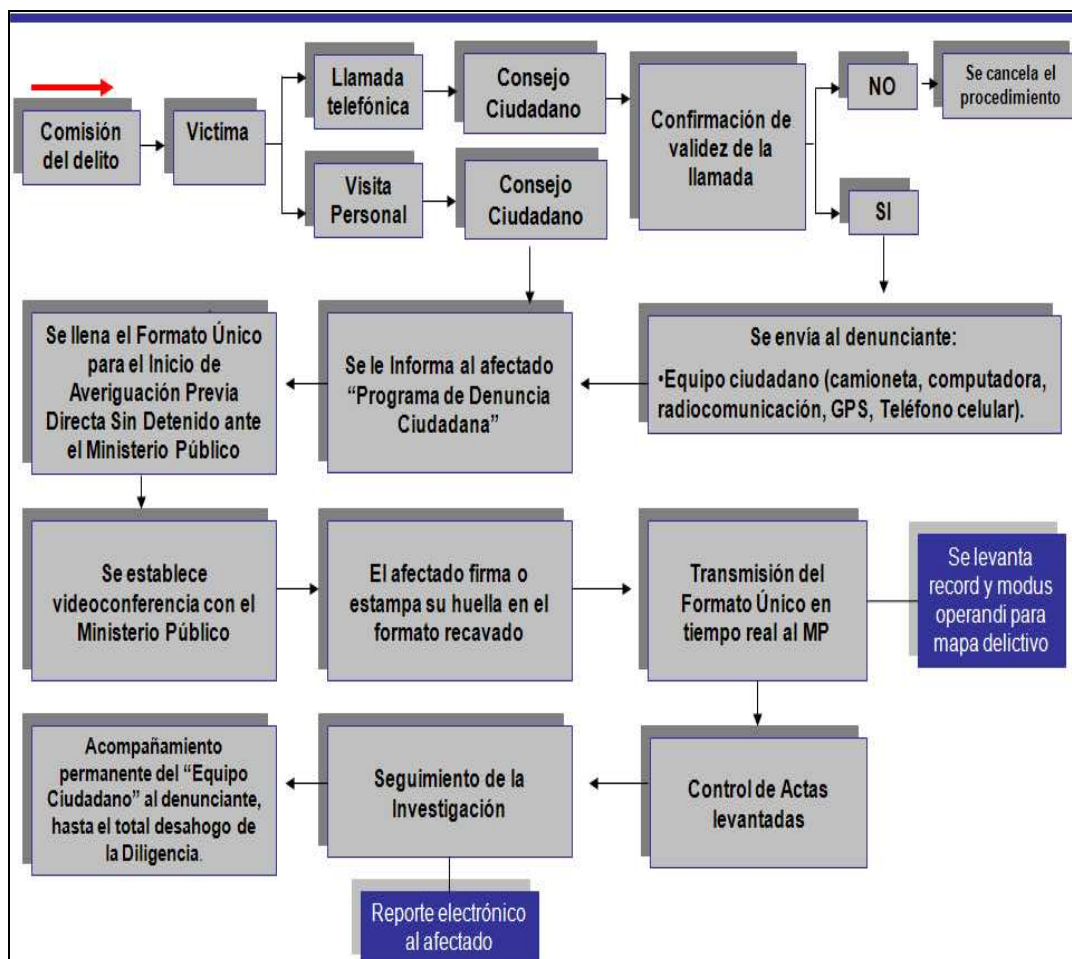 Comisión
del delito
Victima
Llamada
telefónica
Consejo
Ciudadano
Visita
Personal
Consejo
Ciudadano
Confirmación de
validez de la
llamada
NO
Se cancela el
procedimiento
SI
Se envía al denunciante:
•Equipo ciudadano (camioneta, computadora,
radiocomunicación, GPS, Teléfono celular).
Se le Informa al afectado
“Programa de Denuncia
Ciudadana”
Se llena el Formato Único
para el Inicio de
Averiguación Previa
Directa Sin Detenido ante
el Ministerio Público
Se establece
videoconferencia con el
Ministerio Público
El afectado firma o
estampa su huella en el
formato recavado
Transmisión del
Formato Único en
tiempo real al MP
Se levanta
record y modus
operandi para
mapa delictivo
Control de Actas
levantadas
Seguimiento de la
Investigación
Reporte electrónico
al afectado
Acompañamiento
permanente del “Equipo
Ciudadano” al denunciante,
hasta el total desahogo de
la Diligencia.